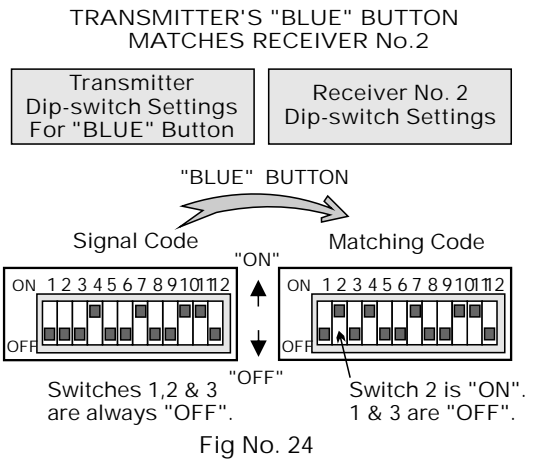 TRANSMITTER'S "BLUE" BUTTON
MATCHES RECEIVER No.2
Transmitter
Dip-switch Settings
For "BLUE" Button
Receiver No. 2
Dip-switch Settings
"BLUE" BUTTON
Signal Code
"ON"
Matching Code
ON 1 2 3 4 5 6 7 8 9 10 11 12
ON 1 2 3 4 5 6 7 8 9 10 11 12
OFF
OFF
"OFF"
Switches 1,2 & 3
are always "OFF".
Switch 2 is "ON".
1 & 3 are "OFF".
Fig No. 24